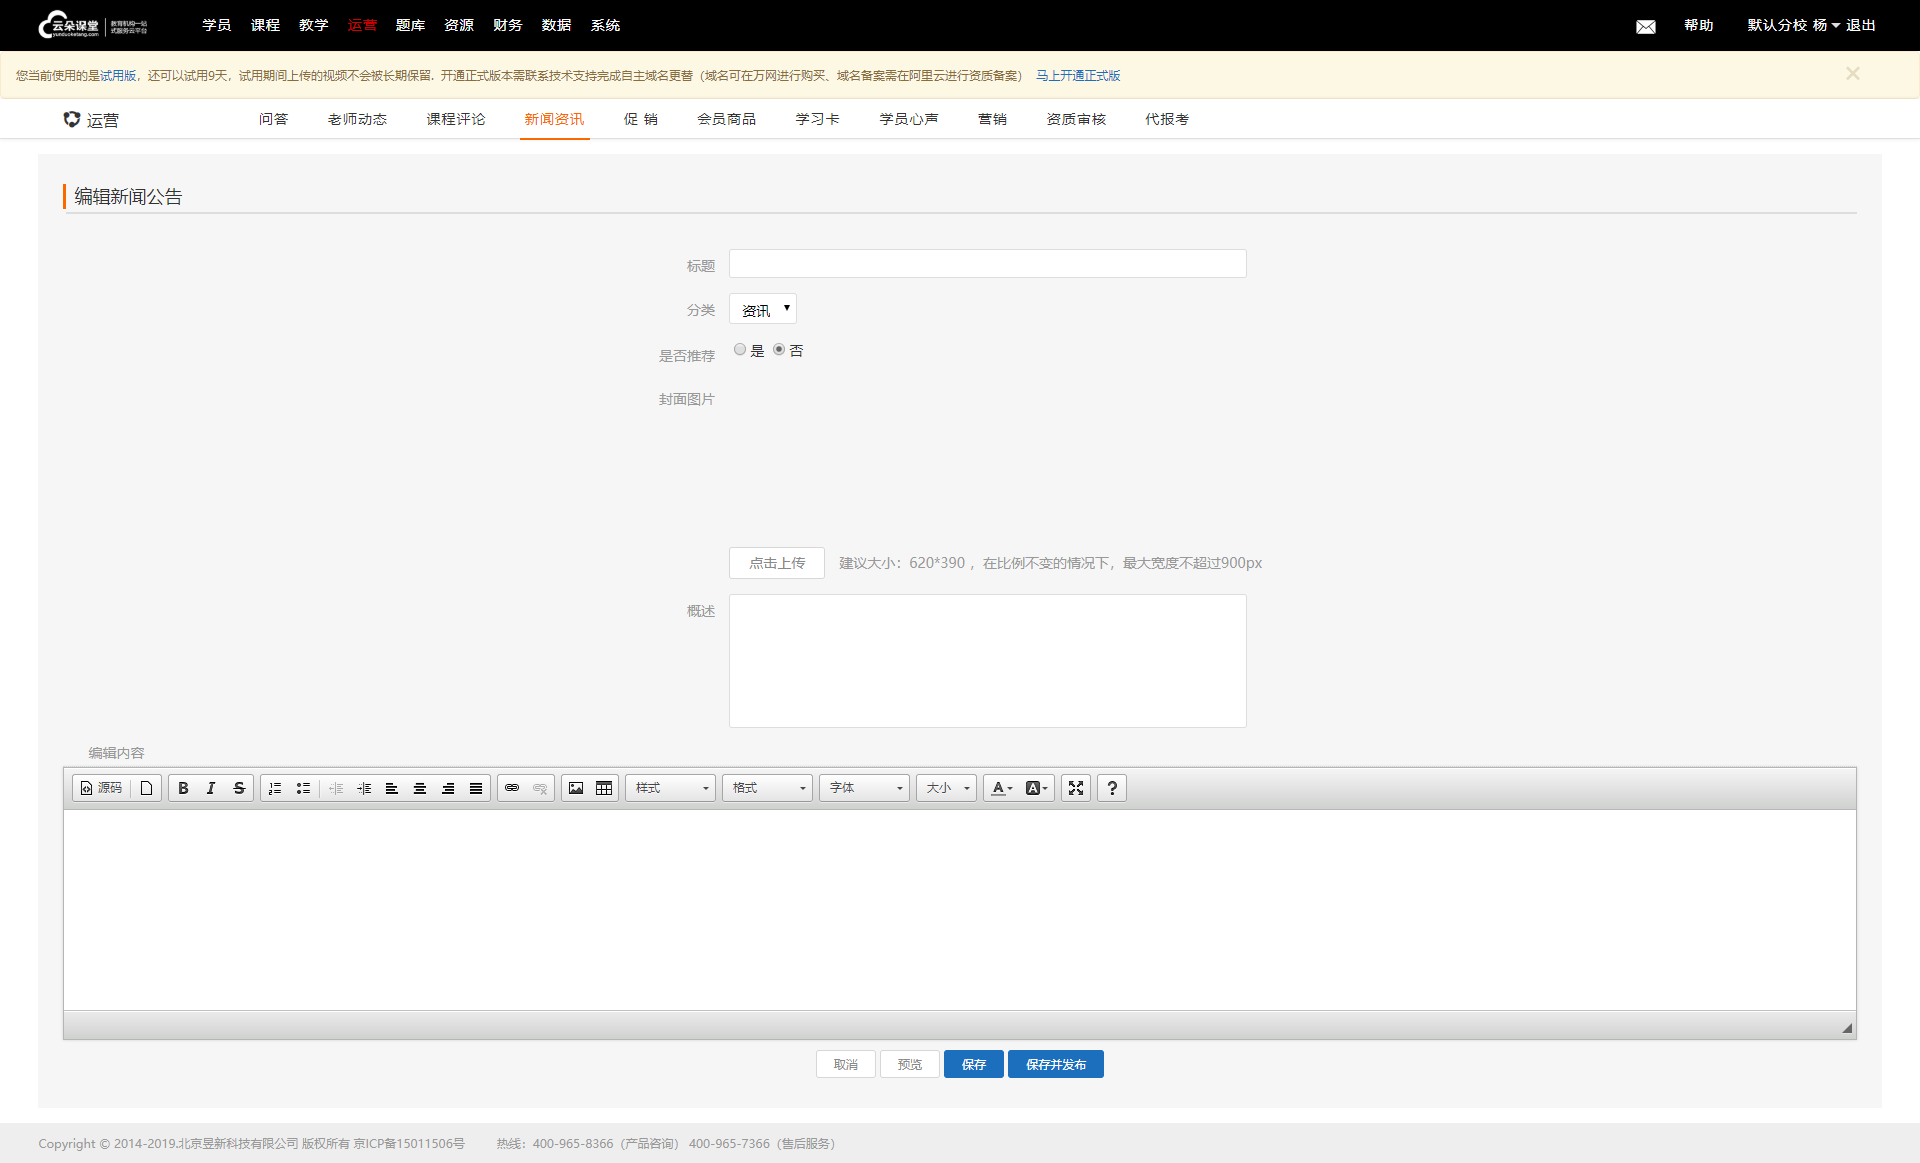 云朵课堂 yunduoketang.com 教育机构一站式服务云平台
学员 课程 教学 运营 题库 资源 财务 数据 系统 帮助 默认分校 杨 退出
您当前使用的是试用版，还可以试用9天，试用期间上传的视频不会被长期保留. 开通正式版本需联系技术支持完成自主域名更替（域名可在万网进行购买、域名备案需在阿里云进行资质备案） 马上开通正式版
运营 问答 老师动态 课程评论 新闻资讯 促 销 会员商品 学习卡 学员心声 营销 资质审核 代报考
编辑新闻公告
标题
分类 资讯
是否推荐 是 否
封面图片
点击上传 建议大小：620*390 ，在比例不变的情况下，最大宽度不超过900px
概述
编辑内容
源码 B I S 样式 格式 字体 大小 A A ?
取消 预览 保存 保存并发布
Copyright © 2014-2019.北京昱新科技有限公司 版权所有 京ICP备15011506号 热线：400-965-8366（产品咨询） 400-965-7366（售后服务）